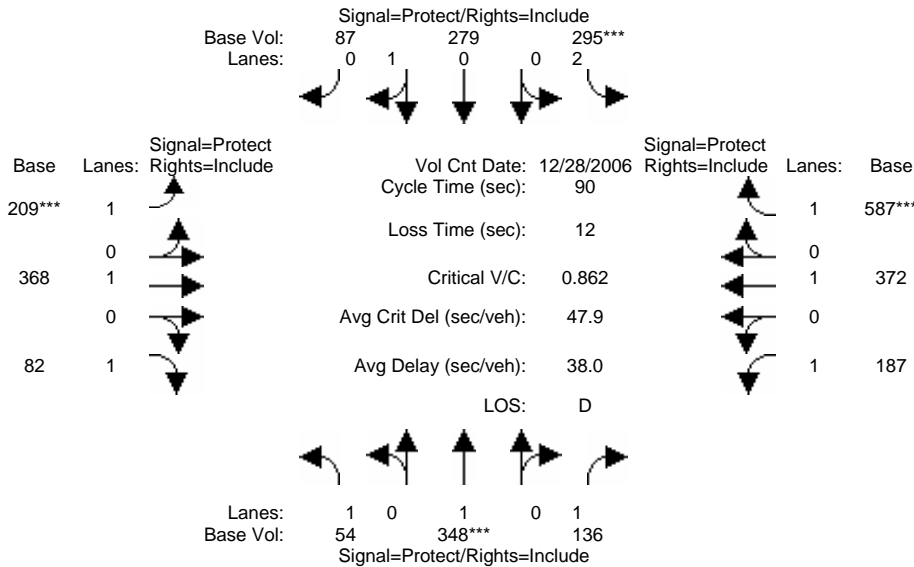 Signal=Protect/Rights=Include
Base Vol: 87 279 295***
Lanes: 0 1 0 0 2
Signal=Protect Signal=Protect
Base Lanes: Rights=Include Vol Cnt Date: 12/28/2006 Rights=Include Lanes: Base
Cycle Time (sec): 90
209*** 1 1 587***
Loss Time (sec): 12
0 0
368 1 Critical V/C: 0.862 1 372
0 Avg Crit Del (sec/veh): 47.9 0
82 1 Avg Delay (sec/veh): 38.0 1 187
LOS: D
Lanes: 1 0 1 0 1
Base Vol: 54 348*** 136
Signal=Protect/Rights=Include